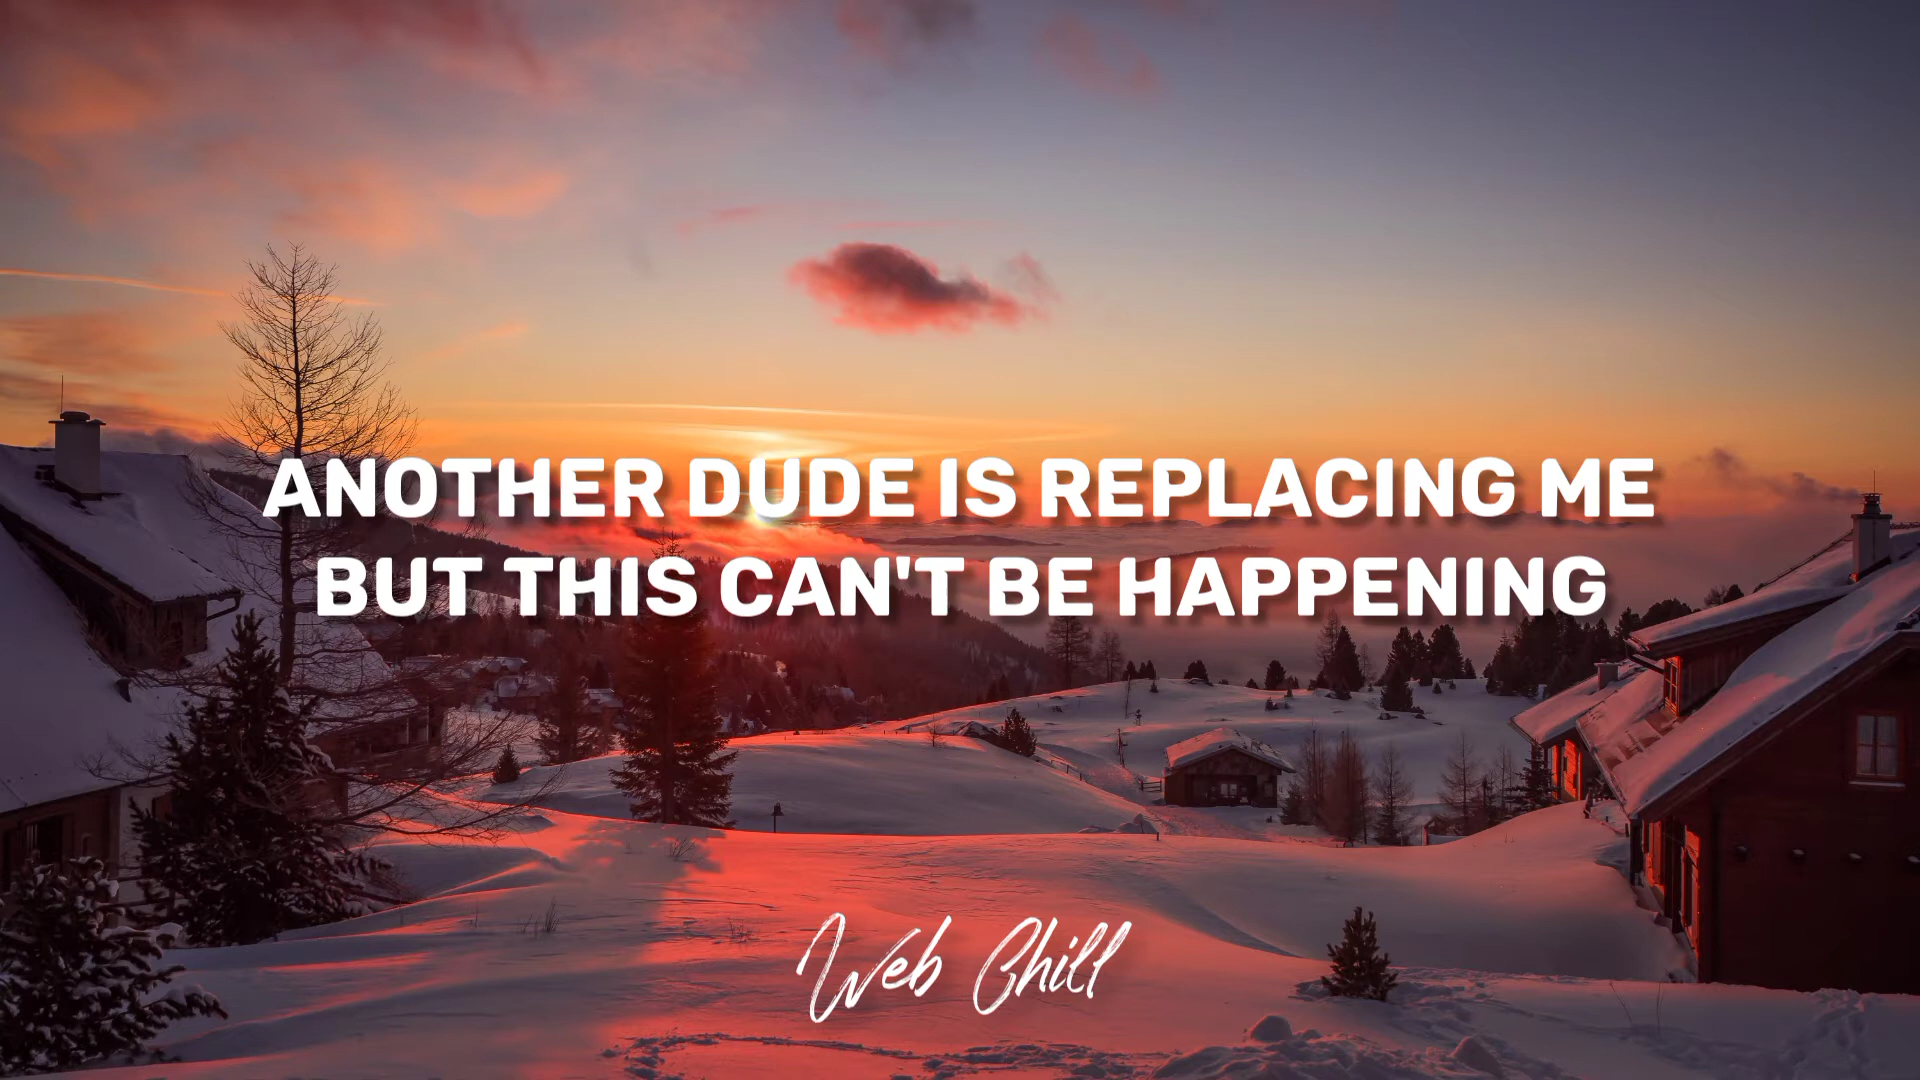 ANOTHER DUDE IS REPLACING ME
BUT THIS CAN'T BE HAPPENING
Web Chill